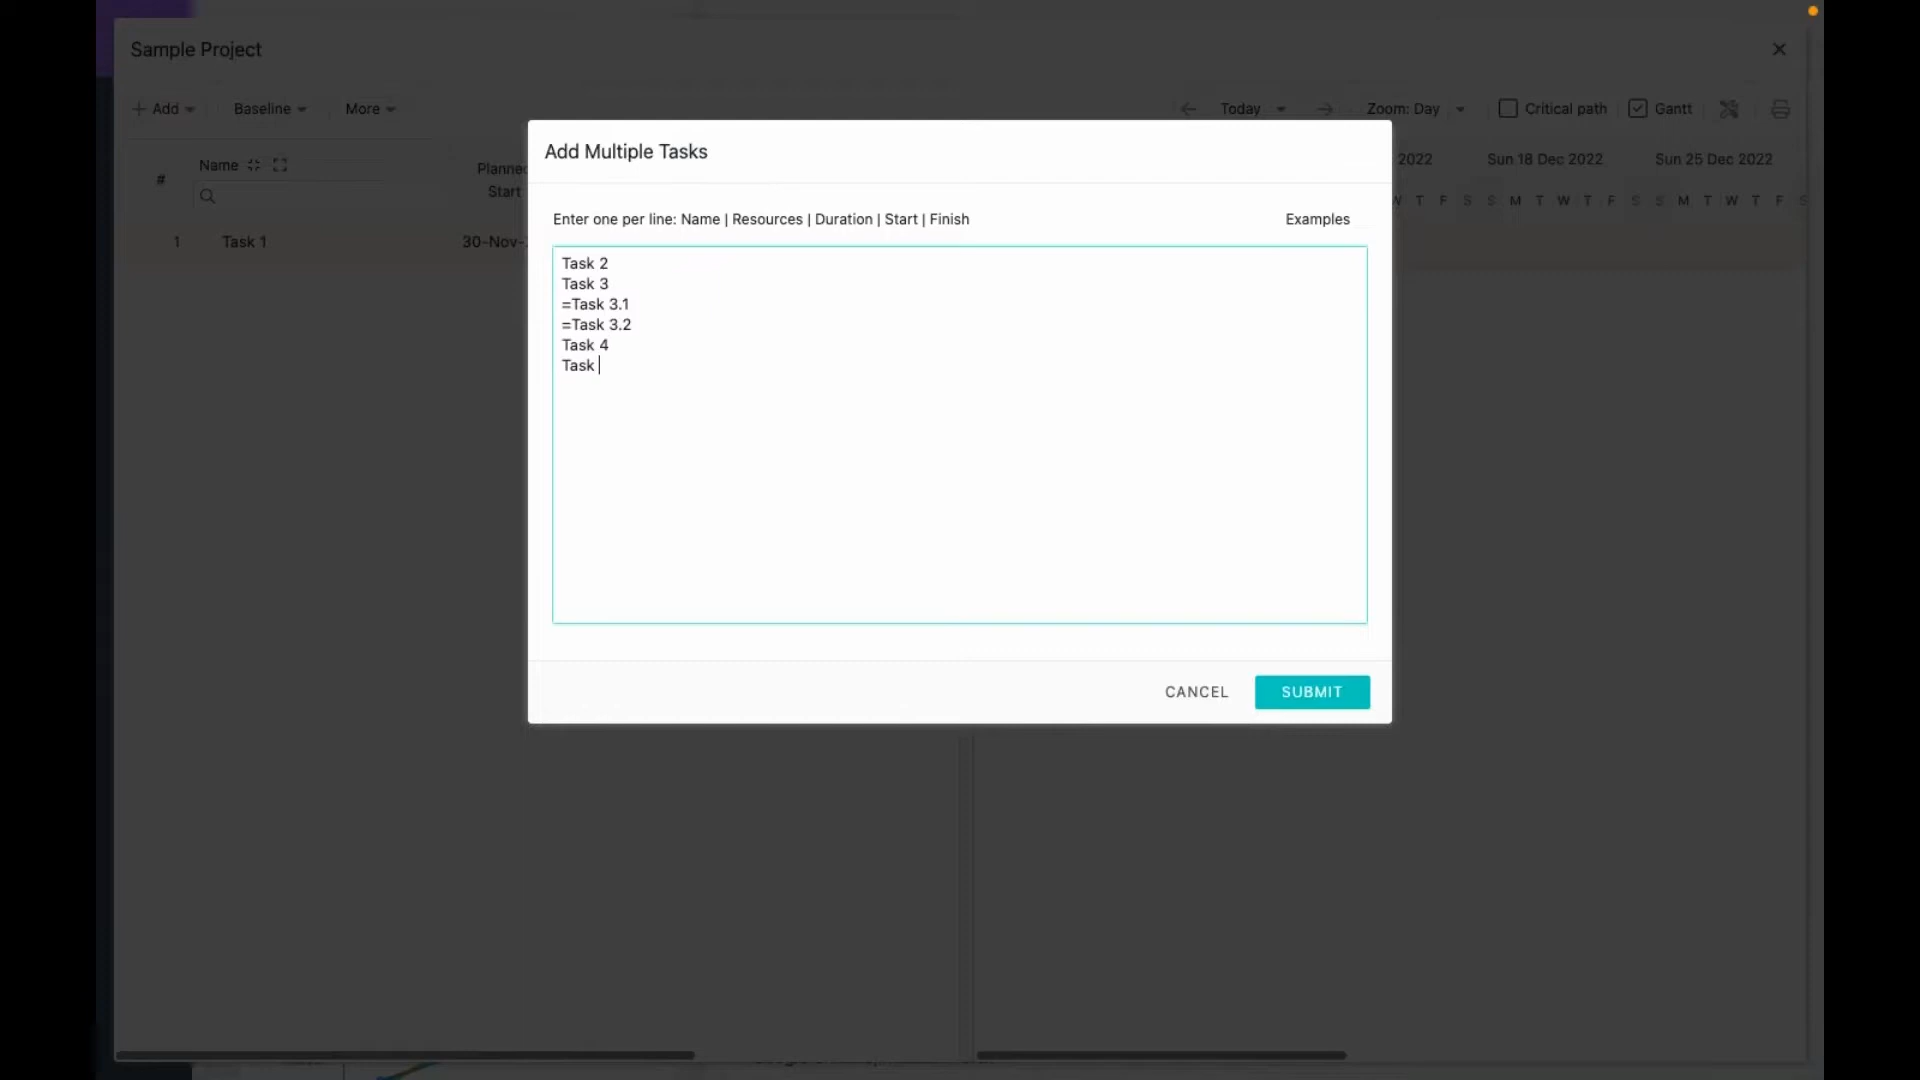 Sample Project
Add
Baseline
More
Today
Zoom: Day
Critical path
Gantt
#
Name
Planned
Start
2022
Sun 18 Dec 2022
Sun 25 Dec 2022
W T F S S M T W T F S S M T W T F S
1
Task 1
30-Nov-
Add Multiple Tasks
Enter one per line: Name | Resources | Duration | Start | Finish
Examples
Task 2
Task 3
=Task 3.1
=Task 3.2
Task 4
Task
CANCEL
SUBMIT